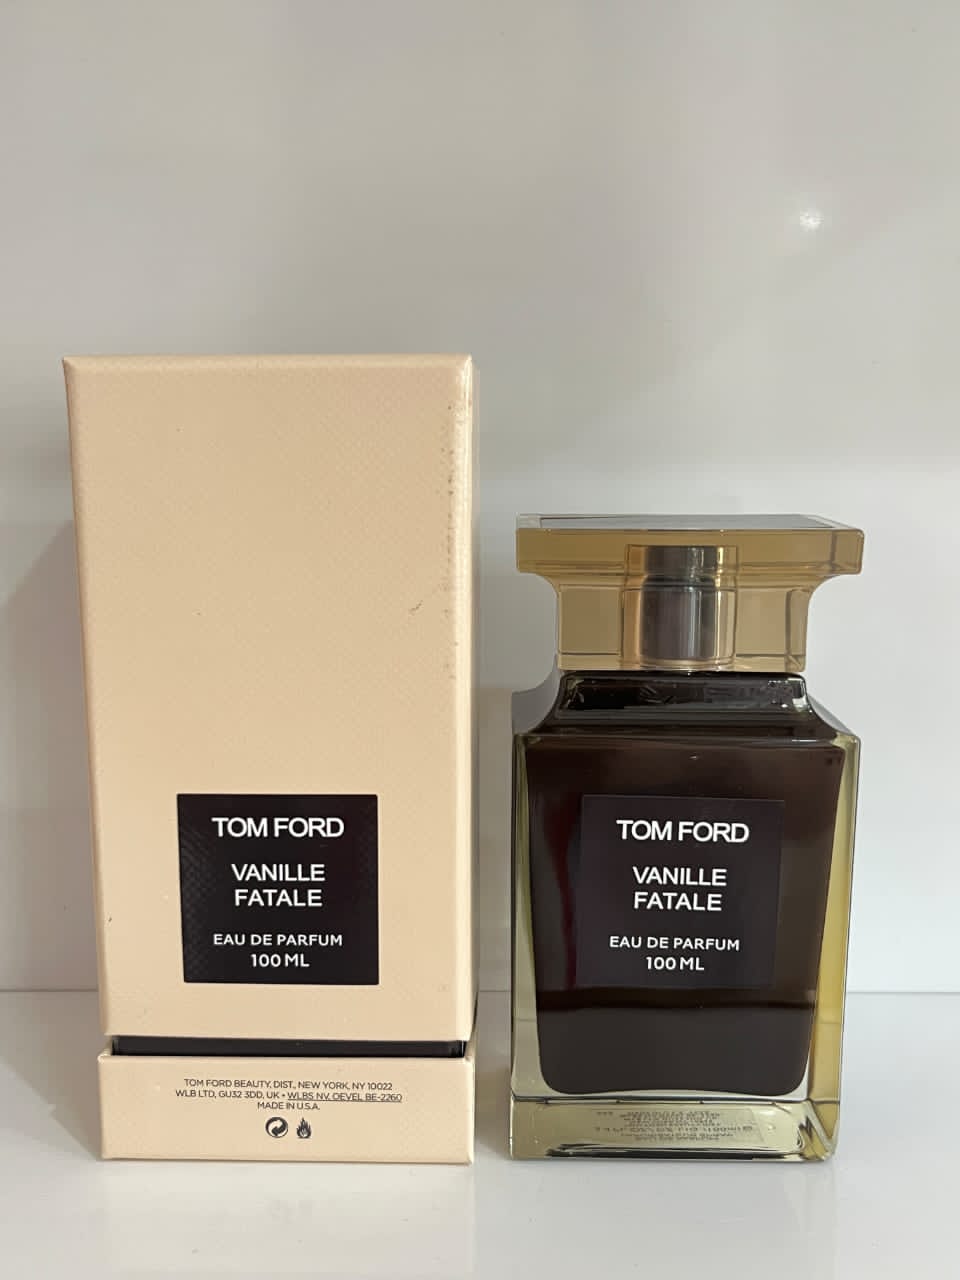 TOM FORD
VANILLE
FATALE
EAU DE PARFUM
100 ML
TOM FORD BEAUTY, DIST., NEW YORK, NY 10022
WLB LTD, GU32 3DD, UK • WLBS NV. OEVEL BE-2260
MADE IN U.S.A.
TOM FORD
VANILLE
FATALE
EAU DE PARFUM
100 ML